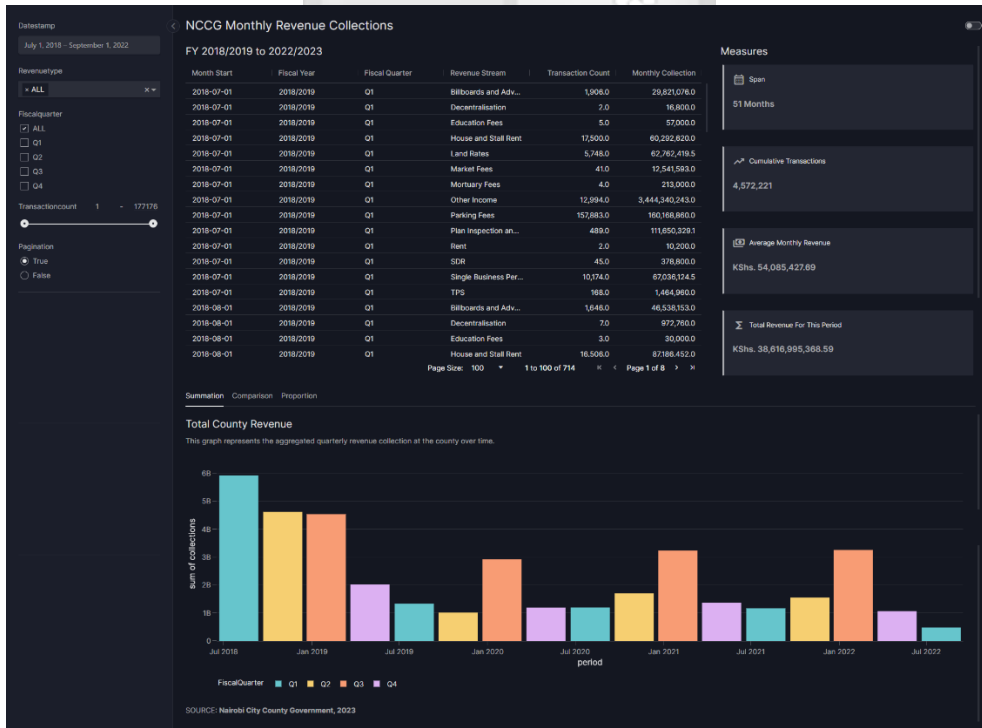 Datestamp
July 1, 2018 – September 1, 2022
Revenuetype
× ALL
Fiscalquarter
ALL
Q1
Q2
Q3
Q4
Transactioncount 1 - 177176
Pagination
True
False
NCCG Monthly Revenue Collections
FY 2018/2019 to 2022/2023
Month Start Fiscal Year Fiscal Quarter Revenue Stream Transaction Count Monthly Collection
2018-07-01 2018/2019 Q1 Billboards and Adv... 1,906.0 29,821,076.0
2018-07-01 2018/2019 Q1 Decentralisation 2.0 16,800.0
2018-07-01 2018/2019 Q1 Education Fees 5.0 57,000.0
2018-07-01 2018/2019 Q1 House and Stall Rent 17,500.0 60,292,620.0
2018-07-01 2018/2019 Q1 Land Rates 5,748.0 62,762,419.5
2018-07-01 2018/2019 Q1 Market Fees 41.0 12,541,593.0
2018-07-01 2018/2019 Q1 Mortuary Fees 4.0 213,000.0
2018-07-01 2018/2019 Q1 Other Income 12,994.0 3,444,340,243.0
2018-07-01 2018/2019 Q1 Parking Fees 157,883.0 160,168,860.0
2018-07-01 2018/2019 Q1 Plan Inspection an... 489.0 111,650,329.1
2018-07-01 2018/2019 Q1 Rent 2.0 10,200.0
2018-07-01 2018/2019 Q1 SDR 45.0 378,800.0
2018-07-01 2018/2019 Q1 Single Business Per... 10,174.0 67,036,124.5
2018-07-01 2018/2019 Q1 TPS 168.0 1,464,960.0
2018-08-01 2018/2019 Q1 Billboards and Adv... 1,646.0 46,538,153.0
2018-08-01 2018/2019 Q1 Decentralisation 7.0 972,760.0
2018-08-01 2018/2019 Q1 Education Fees 3.0 30,000.0
2018-08-01 2018/2019 Q1 House and Stall Rent 16,506.0 87,186,452.0
Page Size: 100 1 to 100 of 714 Page 1 of 8
Measures
Span
51 Months
Cumulative Transactions
4,572,221
Average Monthly Revenue
KShs. 54,085,427.69
Total Revenue For This Period
KShs. 38,616,995,368.59
Summation Comparison Proportion
Total County Revenue
This graph represents the aggregated quarterly revenue collection at the county over time.
sum of collections
6B
5B
4B
3B
2B
1B
0
Jul 2018 Jan 2019 Jul 2019 Jan 2020 Jul 2020 Jan 2021 Jul 2021 Jan 2022 Jul 2022
period
FiscalQuarter Q1 Q2 Q3 Q4
SOURCE: Nairobi City County Government, 2023